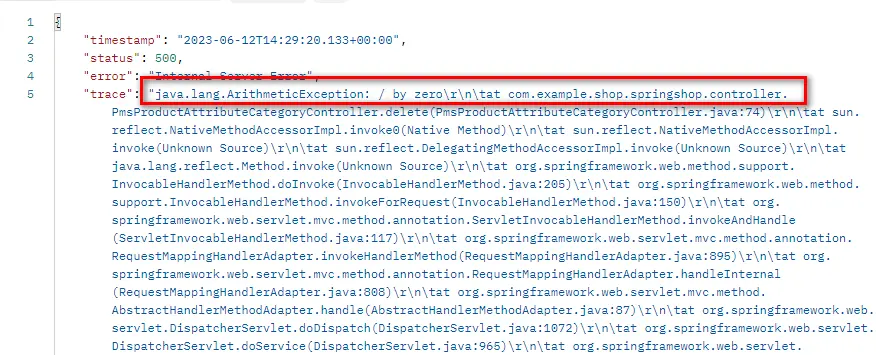 1 {
2 "timestamp": "2023-06-12T14:29:20.133+00:00",
3 "status": 500,
4 "error": "Internal Server Error",
5 "trace": "java.lang.ArithmeticException: / by zero\r\n\tat com.example.shop.springshop.controller.
PmsProductAttributeCategoryController.delete(PmsProductAttributeCategoryController.java:74)\r\n\tat sun.
reflect.NativeMethodAccessorImpl.invoke0(Native Method)\r\n\tat sun.reflect.NativeMethodAccessorImpl.
invoke(Unknown Source)\r\n\tat sun.reflect.DelegatingMethodAccessorImpl.invoke(Unknown Source)\r\n\tat
java.lang.reflect.Method.invoke(Unknown Source)\r\n\tat org.springframework.web.method.support.
InvocableHandlerMethod.doInvoke(InvocableHandlerMethod.java:205)\r\n\tat org.springframework.web.method.
support.InvocableHandlerMethod.invokeForRequest(InvocableHandlerMethod.java:150)\r\n\tat org.
springframework.web.servlet.mvc.method.annotation.ServletInvocableHandlerMethod.invokeAndHandle
(ServletInvocableHandlerMethod.java:117)\r\n\tat org.springframework.web.servlet.mvc.method.annotation.
RequestMappingHandlerAdapter.invokeHandlerMethod(RequestMappingHandlerAdapter.java:895)\r\n\tat org.
springframework.web.servlet.mvc.method.annotation.RequestMappingHandlerAdapter.handleInternal
(RequestMappingHandlerAdapter.java:808)\r\n\tat org.springframework.web.servlet.mvc.method.
AbstractHandlerMethodAdapter.handle(AbstractHandlerMethodAdapter.java:87)\r\n\tat org.springframework.web.
servlet.DispatcherServlet.doDispatch(DispatcherServlet.java:1072)\r\n\tat org.springframework.web.servlet.
DispatcherServlet.doService(DispatcherServlet.java:965)\r\n\tat org.springframework.web.servlet.